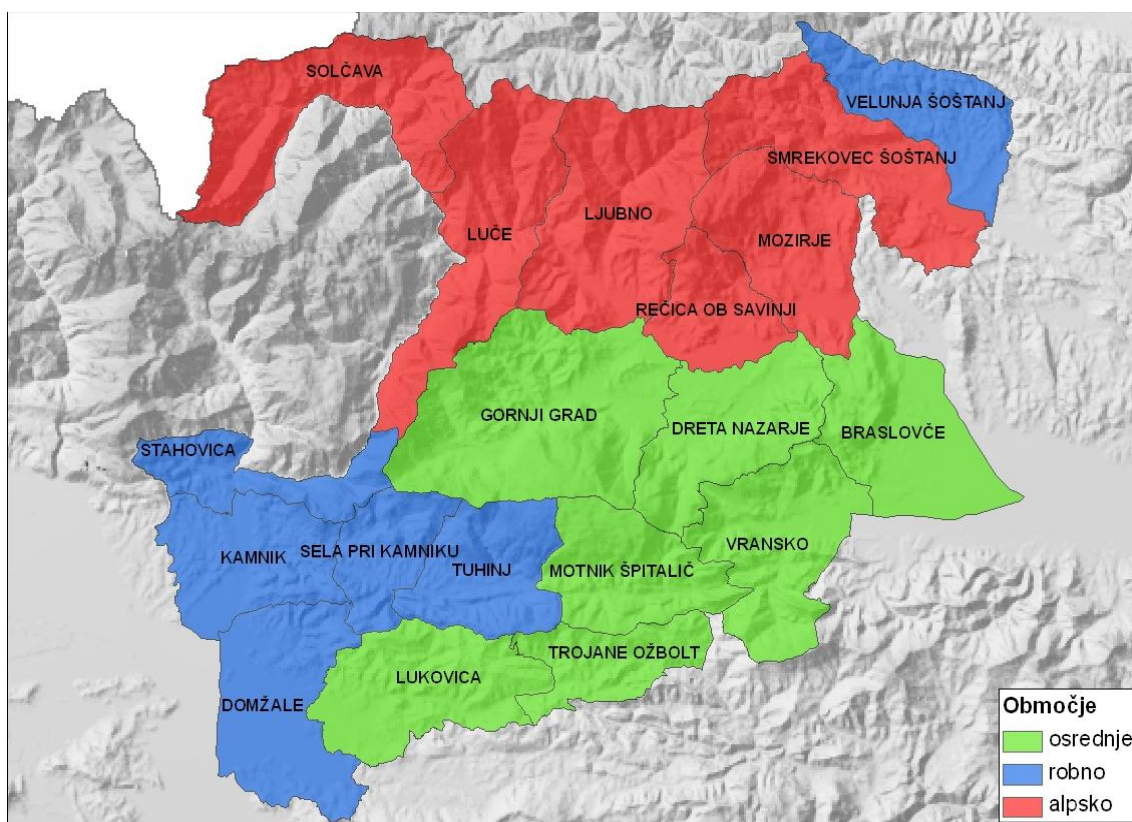 SOLČAVA
VELUNJA ŠOŠTANJ
SMREKOVEC ŠOŠTANJ
LJUBNO
LUČE
MOZIRJE
REČICA OB SAVINJI
GORNJI GRAD
DRETA NAZARJE
BRASLOVČE
STAHOVICA
KAMNIK
SELA PRI KAMNIKU
TUHINJ
MOTNIK ŠPITALIČ
VRANSKO
TROJANE OŽBOLT
LUKOVICA
DOMŽALE
Območje
osrednje
robno
alpsko